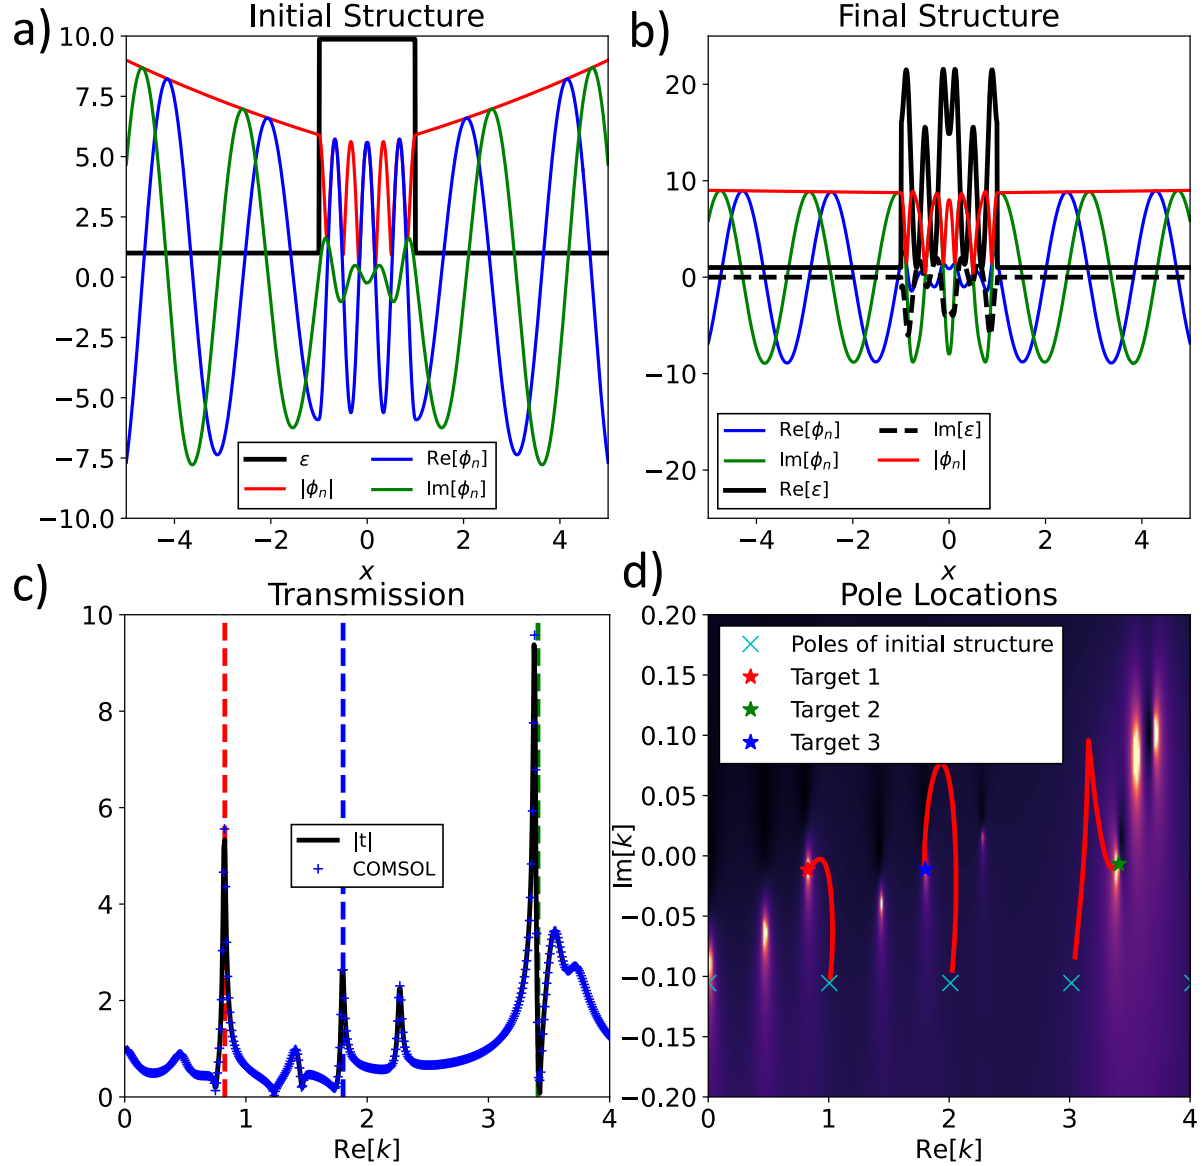 a)
Initial Structure
10.0
7.5
5.0
2.5
0.0
−2.5
−5.0
−7.5
−10.0
ε
|ϕn|
Re[ϕn]
Im[ϕn]
−4 −2 0 2 4
x
b)
Final Structure
20
10
0
−10
−20
Re[ϕn]
Im[ϕn]
Re[ε]
Im[ε]
|ϕn|
−4 −2 0 2 4
x
c)
Transmission
10
8
6
4
2
0
|t|
COMSOL
0 1 2 3 4
Re[k]
d)
Pole Locations
Im[k]
0.20
0.15
0.10
0.05
0.00
−0.05
−0.10
−0.15
−0.20
Poles of initial structure
Target 1
Target 2
Target 3
0 1 2 3 4
Re[k]